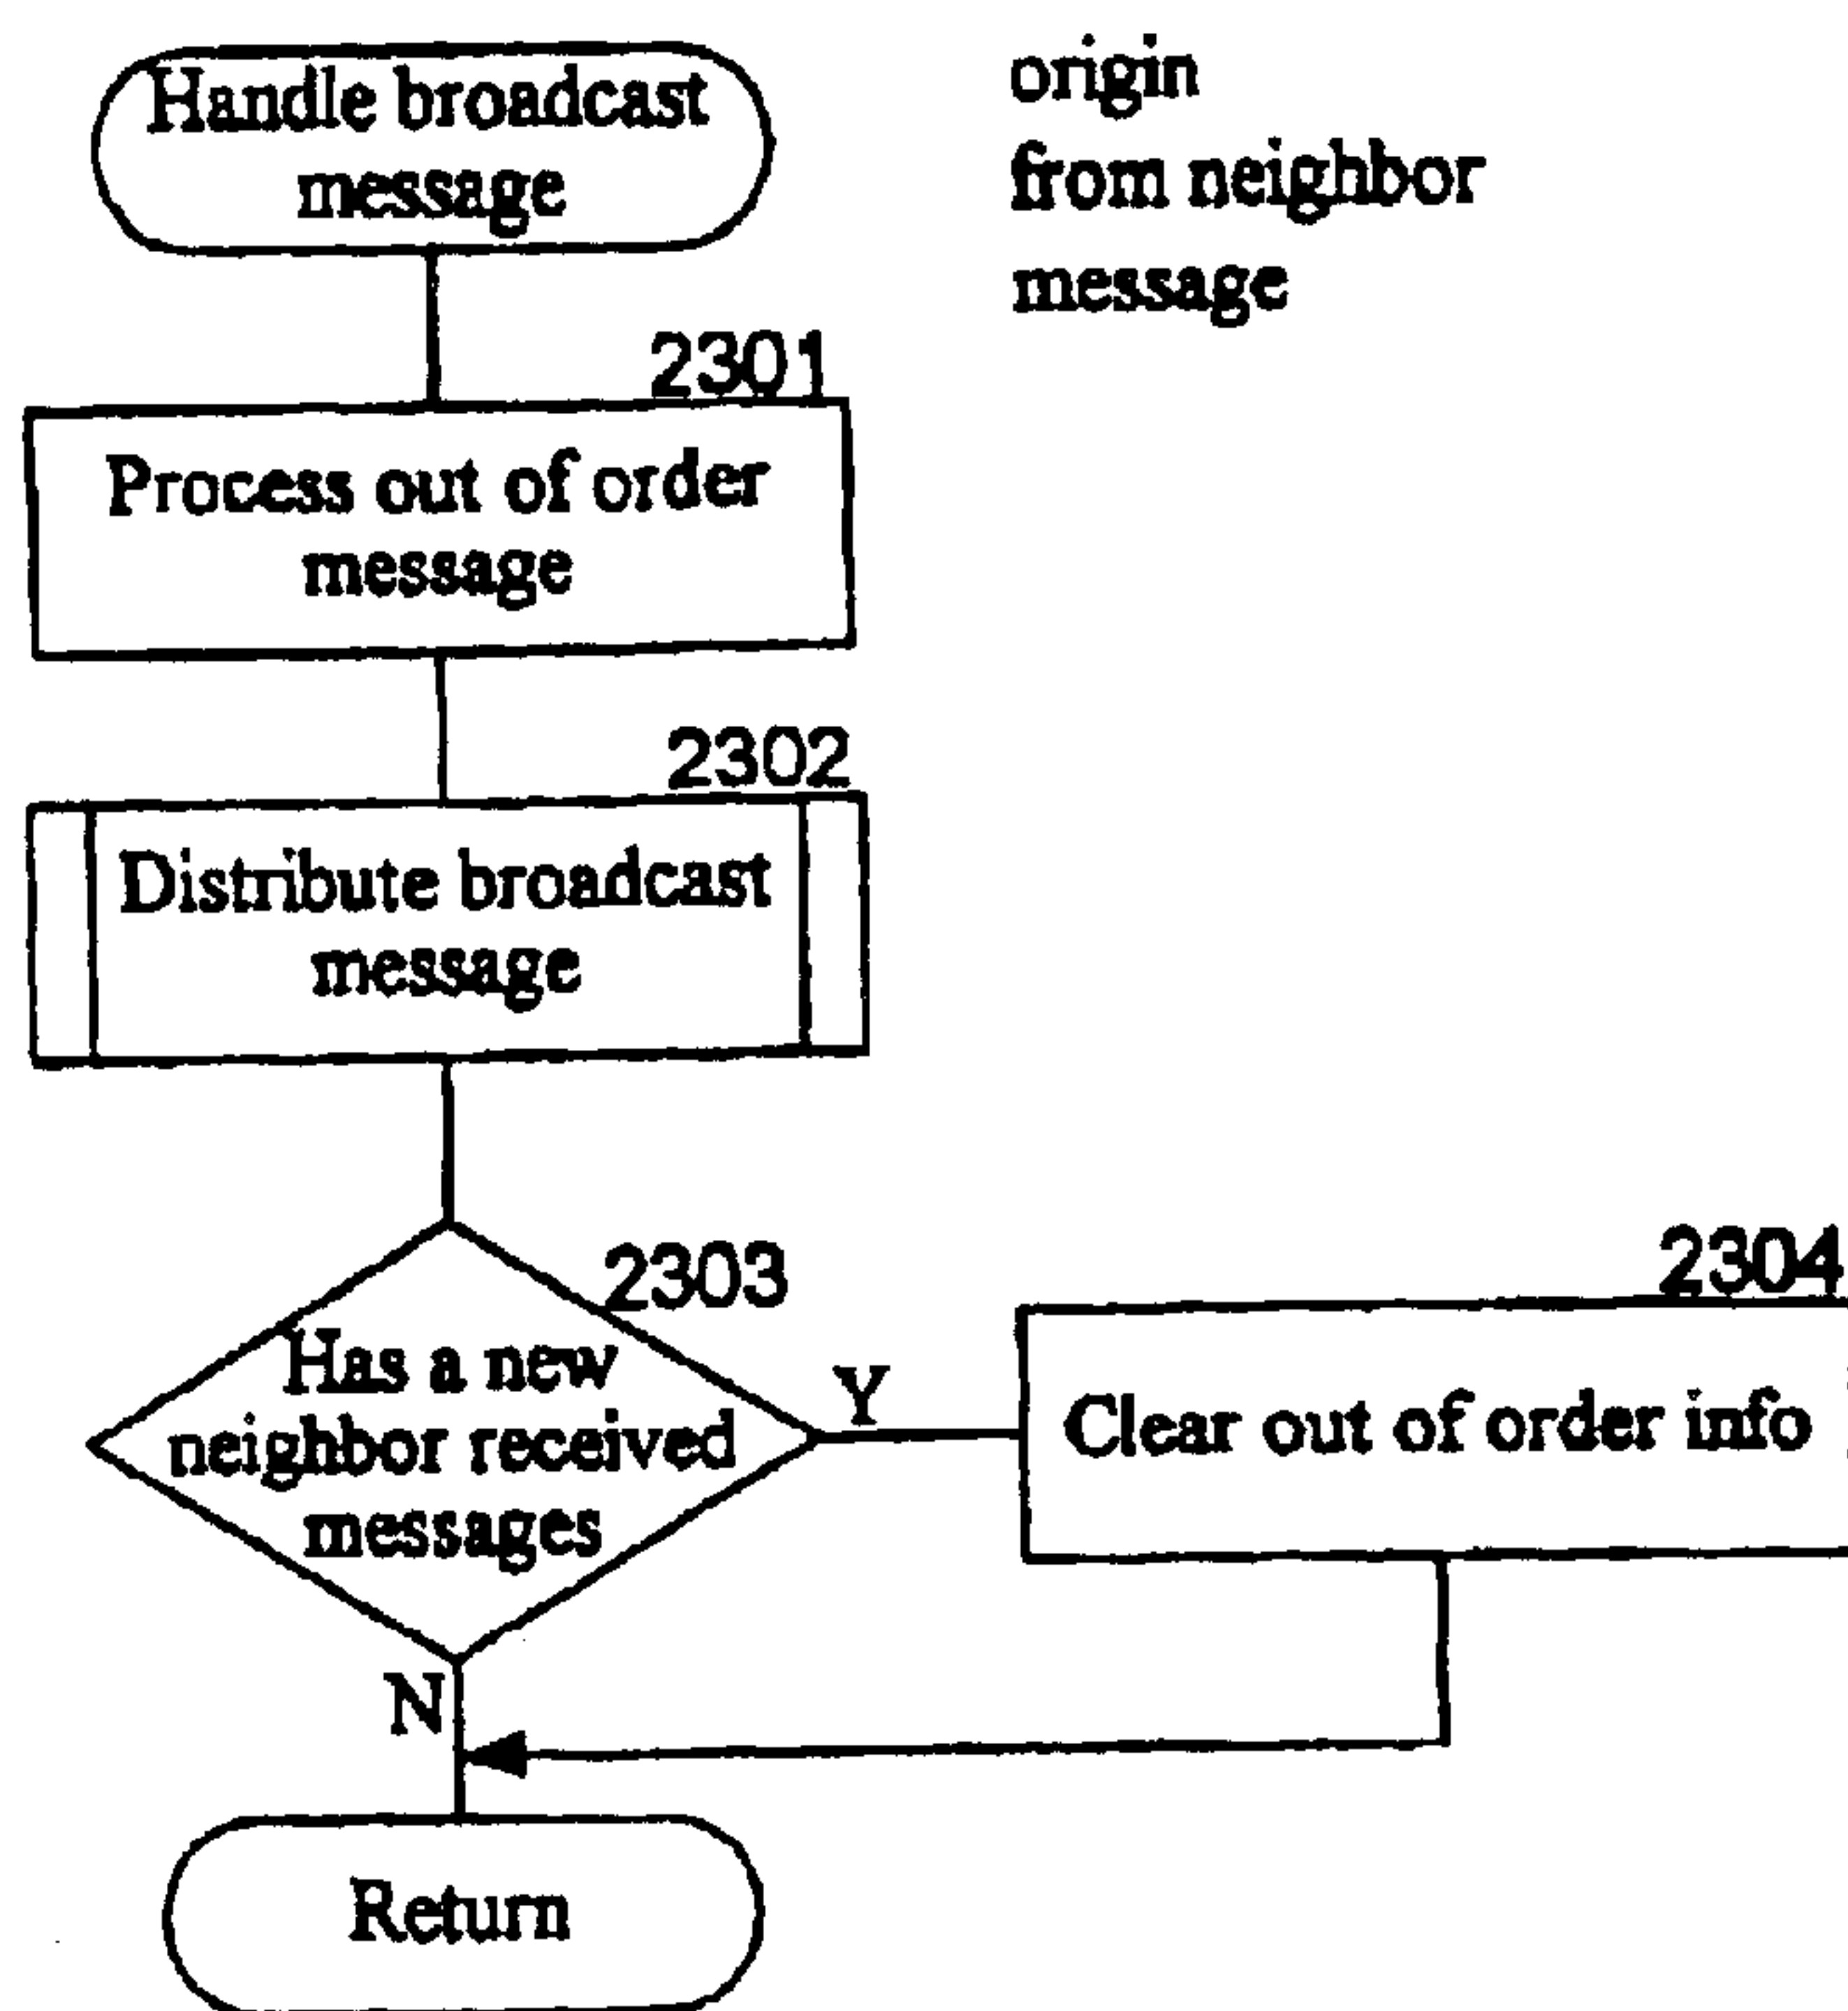 Handle broadcast
message
origin
from neighbor
message
2301
Process out of order
message
2302
Distribute broadcast
message
2303
Has a new
neighbor received
messages
Y
2304
Clear out of order info
N
Return